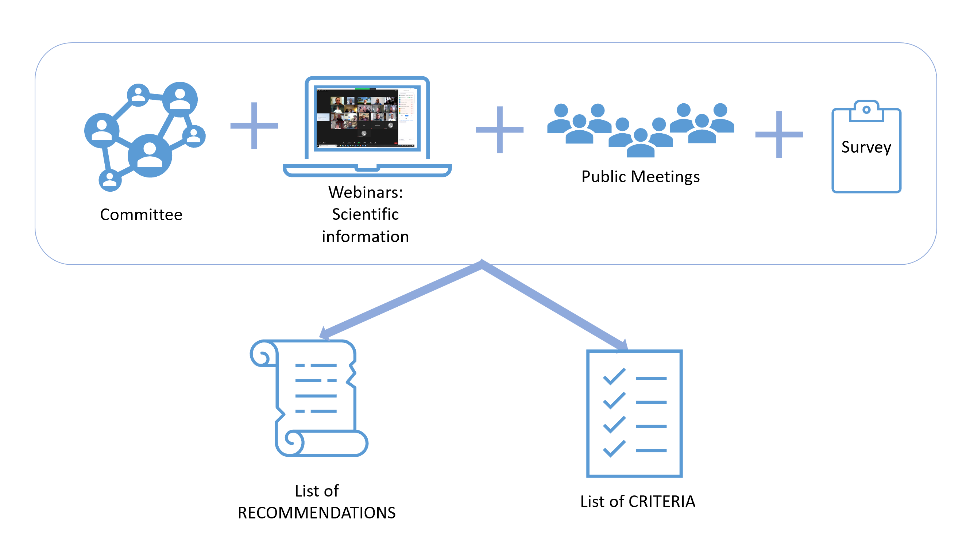 Committee
Webinars:
Scientific
information
Public Meetings
Survey
List of
RECOMMENDATIONS
List of CRITERIA